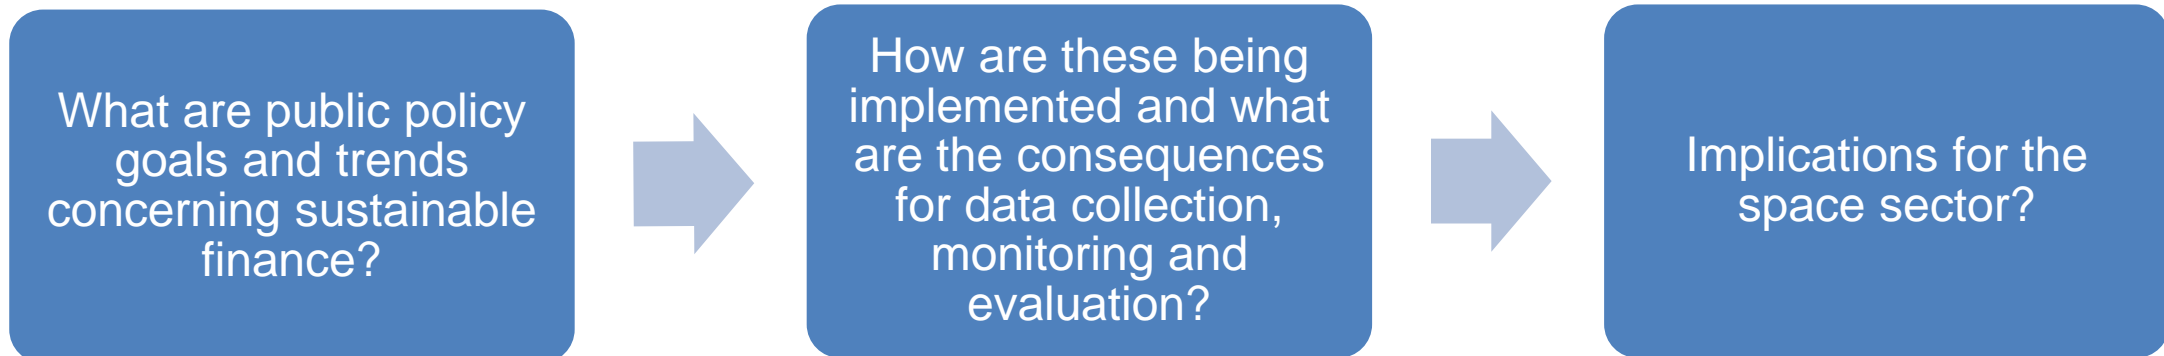 What are public policy
goals and trends
concerning sustainable
finance?
How are these being
implemented and what
are the consequences
for data collection,
monitoring and
evaluation?
Implications for the
space sector?